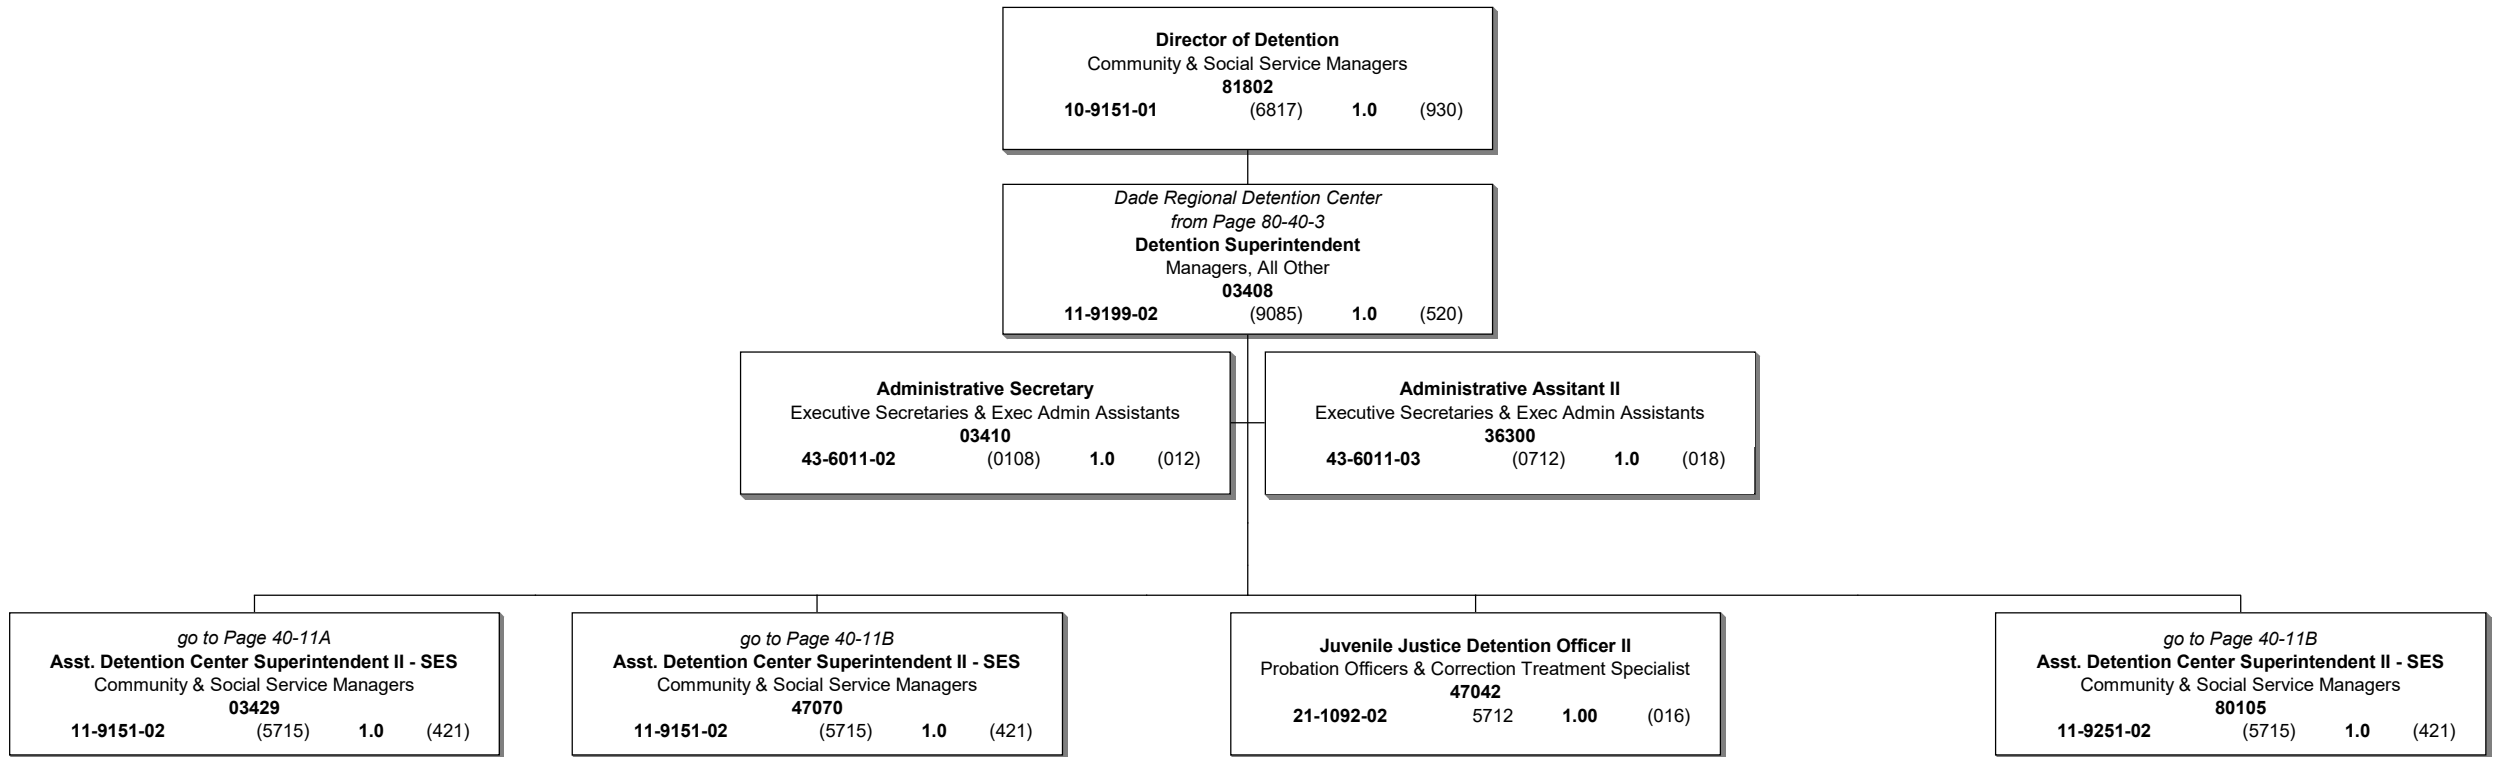 Director of Detention
Community & Social Service Managers
81802
10-9151-01 (6817) 1.0 (930)
Dade Regional Detention Center
from Page 80-40-3
Detention Superintendent
Managers, All Other
03408
11-9199-02 (9085) 1.0 (520)
Administrative Secretary
Executive Secretaries & Exec Admin Assistants
03410
43-6011-02 (0108) 1.0 (012)
Administrative Assitant II
Executive Secretaries & Exec Admin Assistants
36300
43-6011-03 (0712) 1.0 (018)
go to Page 40-11A
Asst. Detention Center Superintendent II - SES
Community & Social Service Managers
03429
11-9151-02 (5715) 1.0 (421)
go to Page 40-11B
Asst. Detention Center Superintendent II - SES
Community & Social Service Managers
47070
11-9151-02 (5715) 1.0 (421)
Juvenile Justice Detention Officer II
Probation Officers & Correction Treatment Specialist
47042
21-1092-02 5712 1.00 (016)
go to Page 40-11B
Asst. Detention Center Superintendent II - SES
Community & Social Service Managers
80105
11-9251-02 (5715) 1.0 (421)